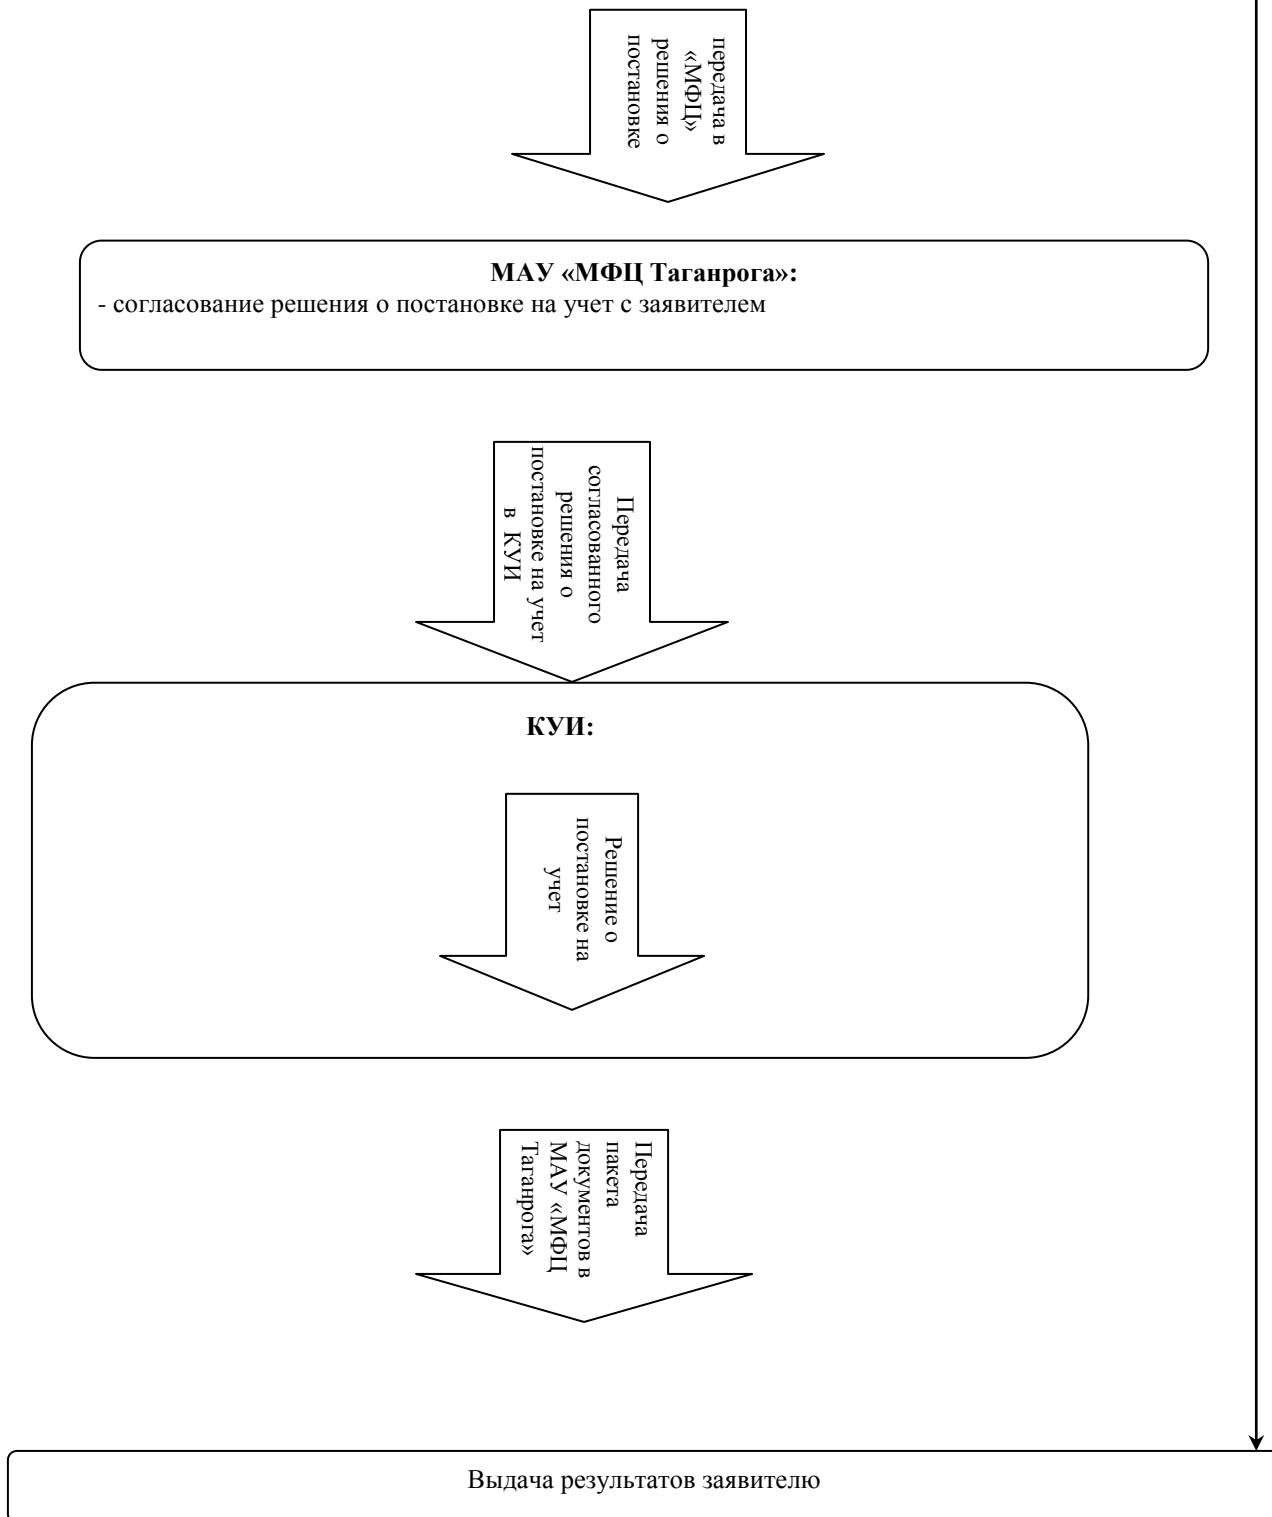 передача в
«МФЦ»
решения о
постановке
МАУ «МФЦ Таганрога»:
- согласование решения о постановке на учет с заявителем
Передача
согласованного
решения о
постановке на учет
в КУИ
КУИ:
Решение о
постановке на
учет
Передача
пакета
документов в
МАУ «МФЦ
Таганрога»
Выдача результатов заявителю